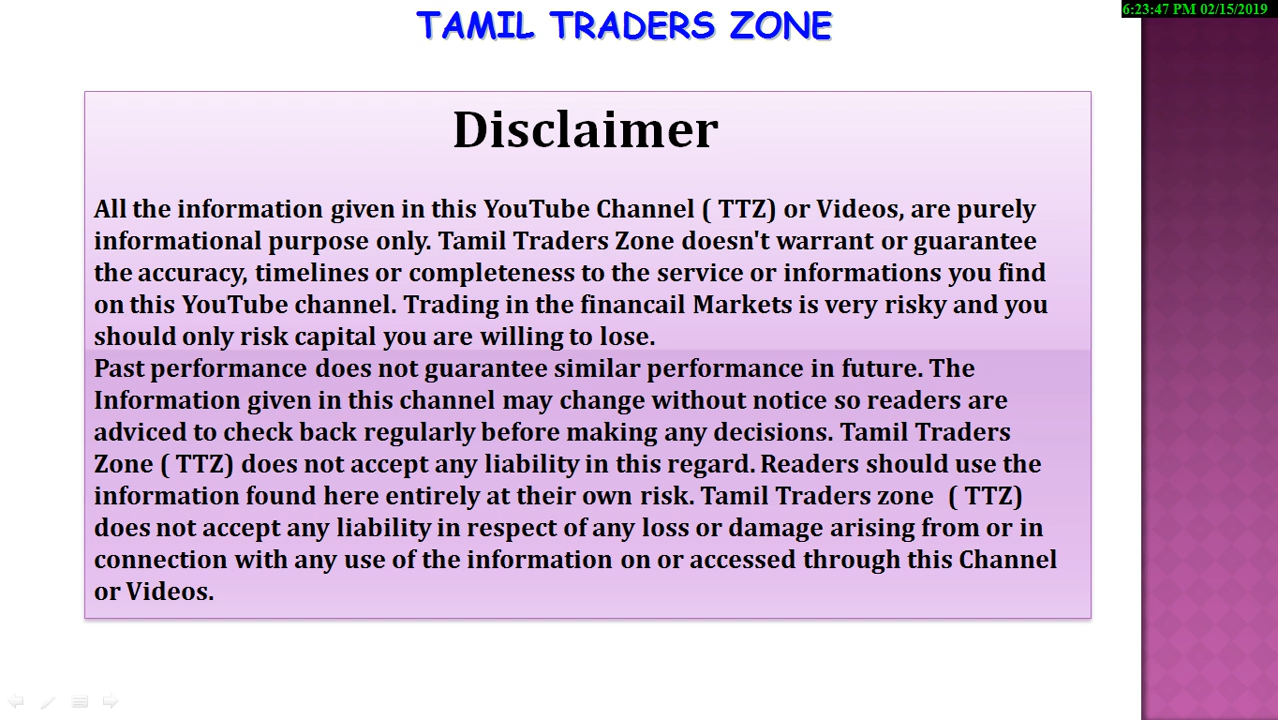 TAMIL TRADERS ZONE
6:23:47 PM 02/15/2019
Disclaimer
All the information given in this YouTube Channel ( TTZ) or Videos, are purely
informational purpose only. Tamil Traders Zone doesn't warrant or guarantee
the accuracy, timelines or completeness to the service or informations you find
on this YouTube channel. Trading in the financail Markets is very risky and you
should only risk capital you are willing to lose.
Past performance does not guarantee similar performance in future. The
Information given in this channel may change without notice so readers are
adviced to check back regularly before making any decisions. Tamil Traders
Zone ( TTZ) does not accept any liability in this regard. Readers should use the
information found here entirely at their own risk. Tamil Traders zone  ( TTZ)
does not accept any liability in respect of any loss or damage arising from or in
connection with any use of the information on or accessed through this Channel
or Videos.